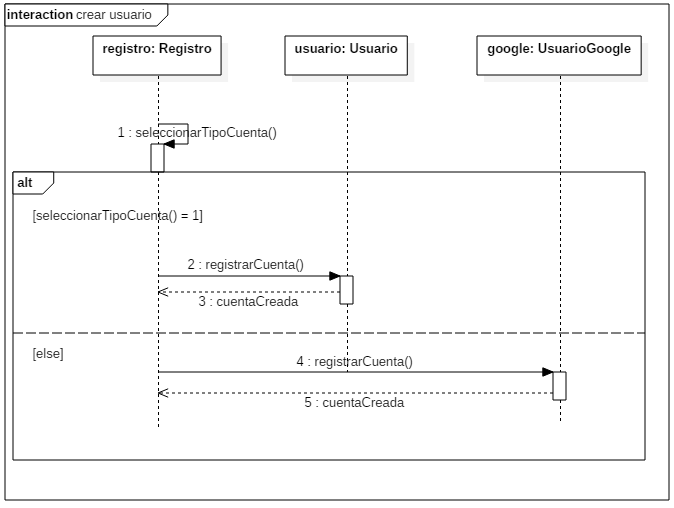 interaction crear usuario
registro: Registro
usuario: Usuario
google: UsuarioGoogle
1 : seleccionarTipoCuenta()
alt
[seleccionarTipoCuenta() = 1]
2 : registrarCuenta()
3 : cuentaCreada
[else]
4 : registrarCuenta()
5 : cuentaCreada